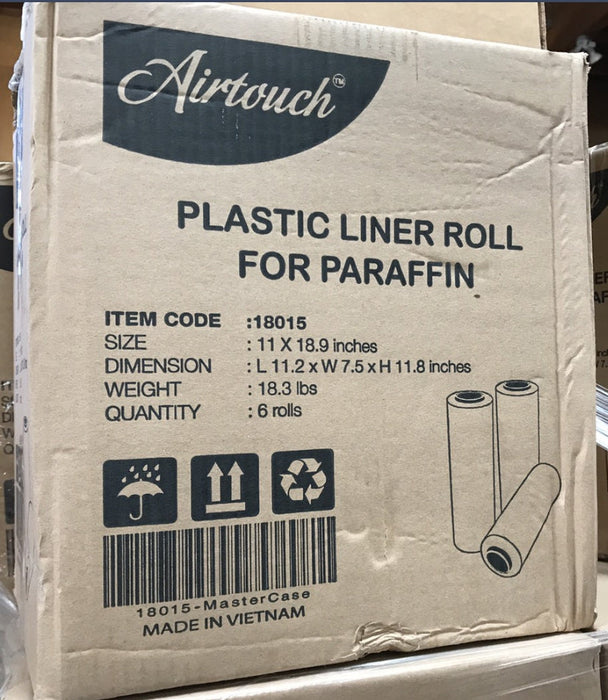 Airtouch™
PLASTIC LINER ROLL
FOR PARAFFIN
ITEM CODE :18015
SIZE : 11 X 18.9 inches
DIMENSION : L 11.2 x W 7.5 x H 11.8 inches
WEIGHT : 18.3 lbs
QUANTITY : 6 rolls
18015-MasterCase
MADE IN VIETNAM